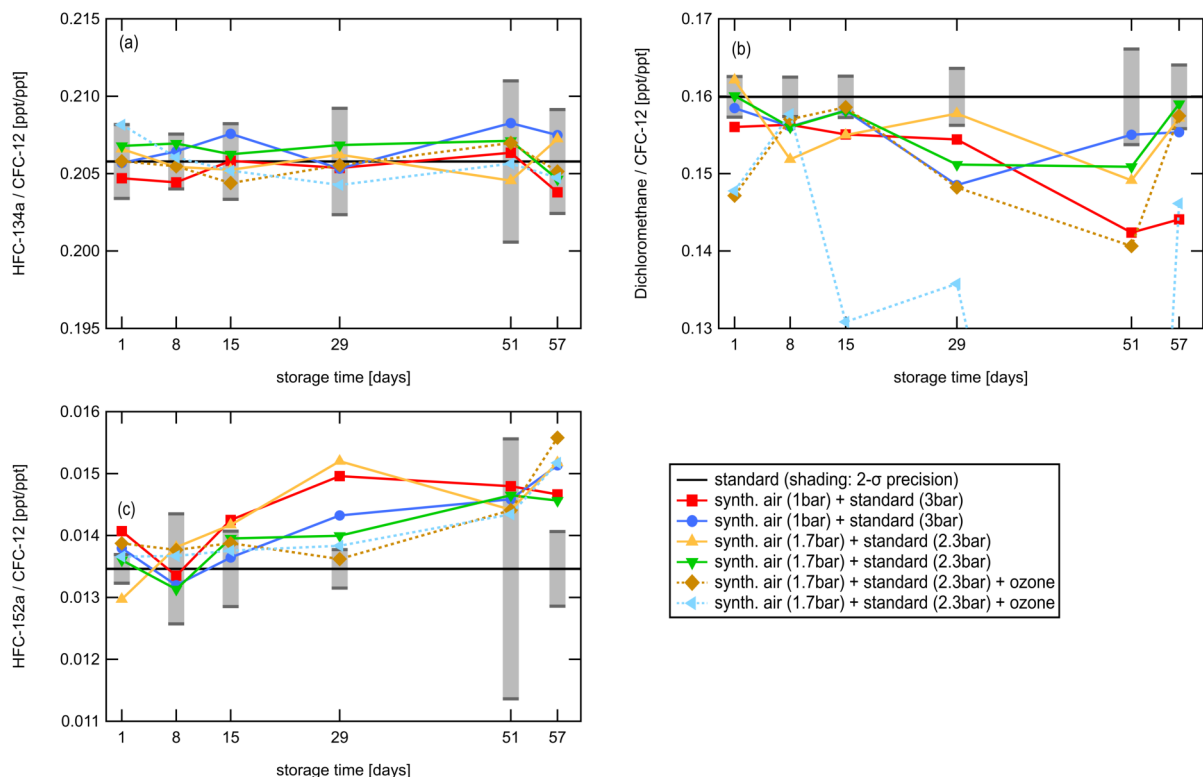 (a)
HFC-134a / CFC-12 [ppt/ppt]
0.215
0.210
0.205
0.200
0.195
1 8 15 29 51 57
storage time [days]
(b)
Dichloromethane / CFC-12 [ppt/ppt]
0.17
0.16
0.15
0.14
0.13
1 8 15 29 51 57
storage time [days]
(c)
HFC-152a / CFC-12 [ppt/ppt]
0.016
0.015
0.014
0.013
0.012
0.011
1 8 15 29 51 57
storage time [days]
standard (shading: 2-σ precision)
synth. air (1bar) + standard (3bar)
synth. air (1bar) + standard (3bar)
synth. air (1.7bar) + standard (2.3bar)
synth. air (1.7bar) + standard (2.3bar)
synth. air (1.7bar) + standard (2.3bar) + ozone
synth. air (1.7bar) + standard (2.3bar) + ozone